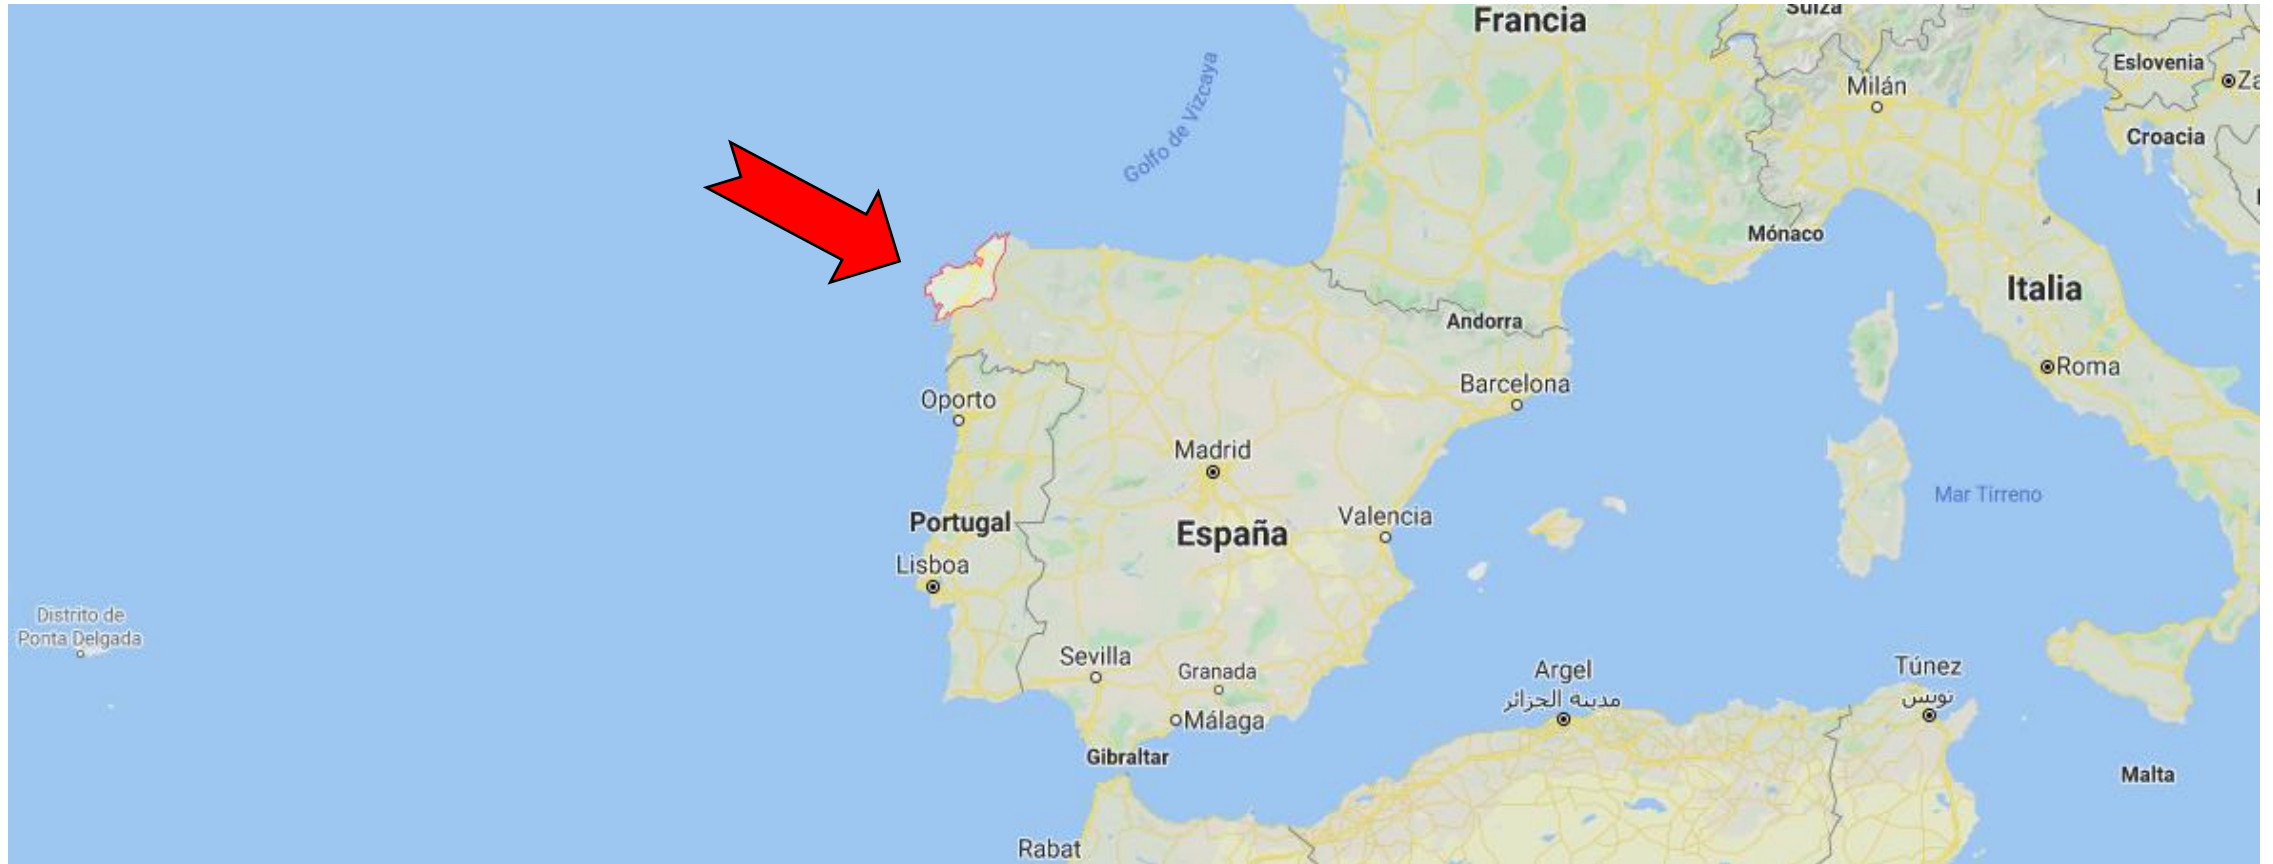 Francia
Suiza
Eslovenia
Milán
Croacia
Golfo de Vizcaya
Mónaco
Italia
Andorra
Roma
Barcelona
Oporto
Madrid
Mar Tirreno
Valencia
Portugal
España
Lisboa
Distrito de
Ponta Delgada
Sevilla
Granada
Argel
مدينة الجزائر
Túnez
تونس
Málaga
Gibraltar
Malta
Rabat